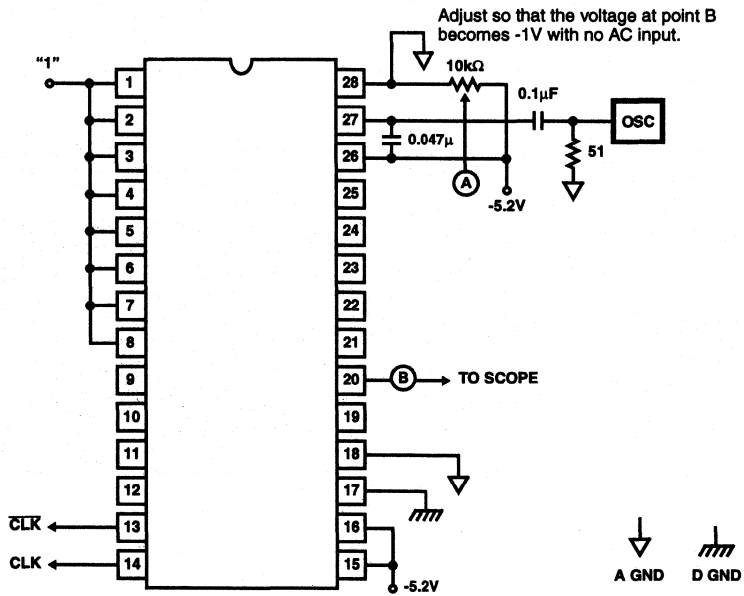 Adjust so that the voltage at point B
becomes -1V with no AC input.
"1"
10kΩ
0.1µF
OSC
0.047µ
51
A
-5.2V
1
2
3
4
5
6
7
8
9
10
11
12
13
14
28
27
26
25
24
23
22
21
20
19
18
17
16
15
B
TO SCOPE
C̅L̅K̅
CLK
-5.2V
A GND
D GND